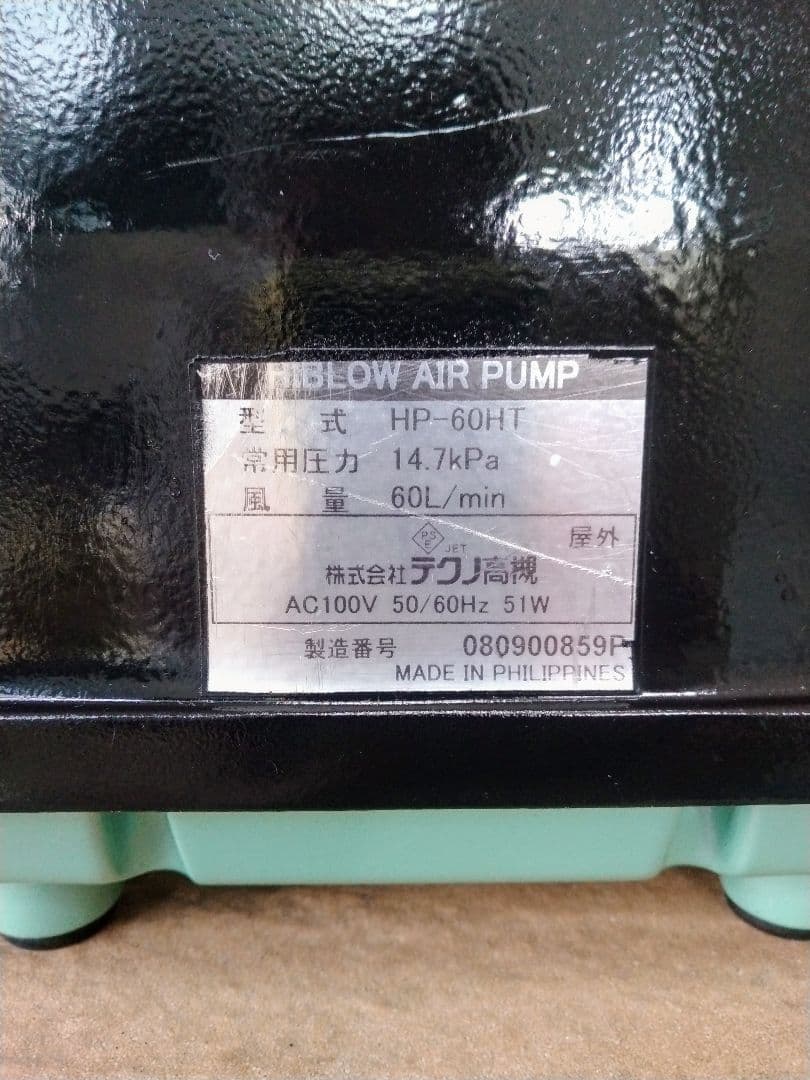 HIBLOW AIR PUMP
型 式 HP-60HT
常用圧力 14.7kPa
風 量 60L/min
PS
E JET 屋外
株式会社テクノ高槻
AC100V 50/60Hz 51W
製造番号 080900859P
MADE IN PHILIPPINES